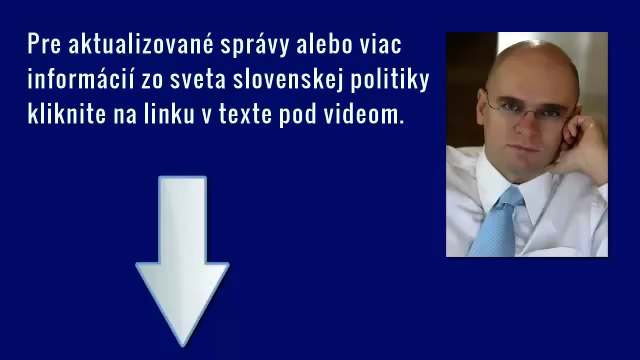 Pre aktualizované správy alebo viac
informácií zo sveta slovenskej politiky
kliknite na linku v texte pod videom.